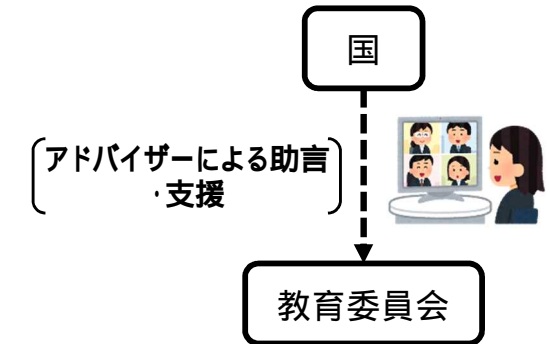 国
アドバイザーによる助言
・支援
教育委員会